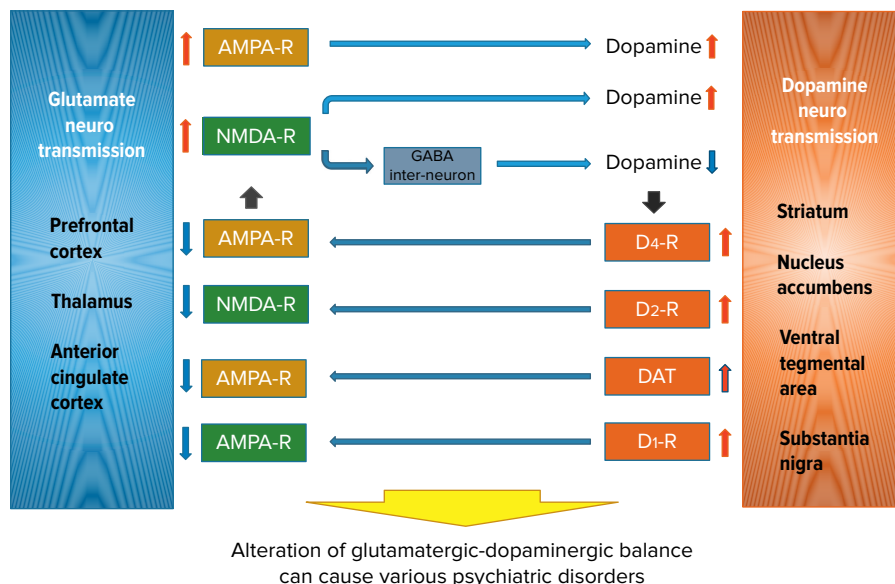 Glutamate
neuro
transmission
Prefrontal
cortex
Thalamus
Anterior
cingulate
cortex
AMPA-R
Dopamine
NMDA-R
Dopamine
GABA
inter-neuron
Dopamine
AMPA-R
D4-R
NMDA-R
D2-R
AMPA-R
DAT
AMPA-R
D1-R
Dopamine
neuro
transmission
Striatum
Nucleus
accumbens
Ventral
tegmental
area
Substantia
nigra
Alteration of glutamatergic-dopaminergic balance
can cause various psychiatric disorders